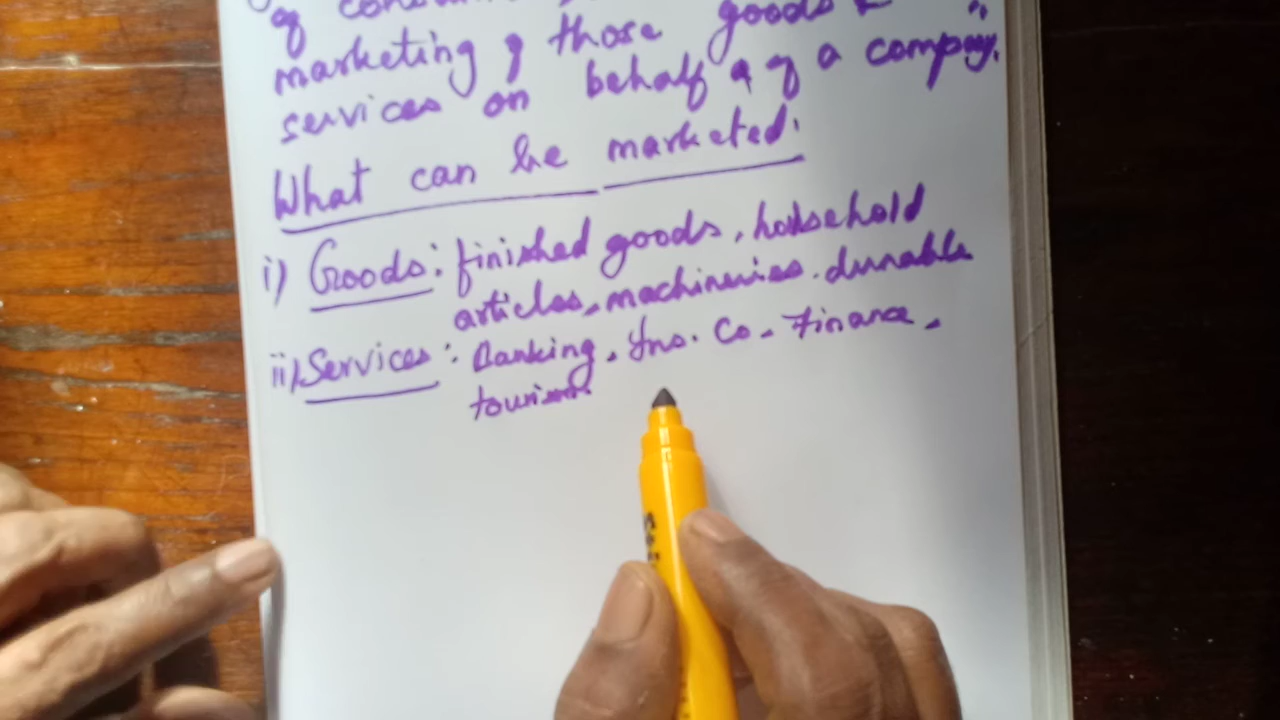 of
marketing, those goods &
services on behalf of a company.
What can be marketed:
i) Goods: finished goods, household
articles, machineries. durable
ii) Services: Banking, Ins. Co. Finance,
tourism